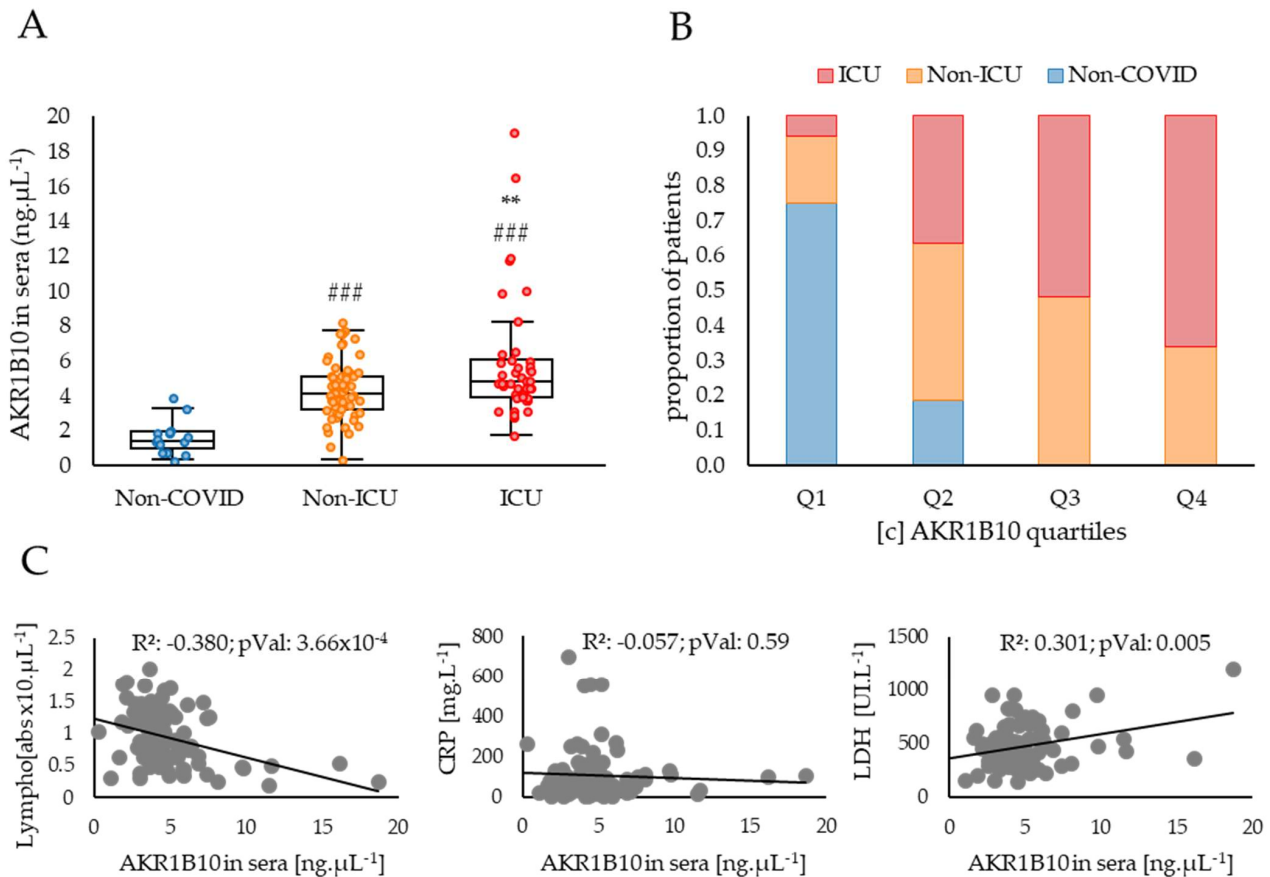 A
B
ICU Non-ICU Non-COVID
AKR1B10 in sera (ng.µL-1)
20
18
16
14
12
10
8
6
4
2
0
**
###
###
Non-COVID Non-ICU ICU
proportion of patients
1.0
0.9
0.8
0.7
0.6
0.5
0.4
0.3
0.2
0.1
0.0
Q1 Q2 Q3 Q4
[c] AKR1B10 quartiles
C
Lympho[abs x10.µL-1]
2.5
2
1.5
1
0.5
0
R²: -0.380; pVal: 3.66x10-4
0 5 10 15 20
AKR1B10 in sera [ng.µL-1]
CRP [mg.L-1]
800
600
400
200
0
R²: -0.057; pVal: 0.59
0 5 10 15 20
AKR1B10 in sera [ng.µL-1]
LDH [UI.L-1]
1500
1000
500
0
R²: 0.301; pVal: 0.005
0 5 10 15 20
AKR1B10 in sera [ng.µL-1]